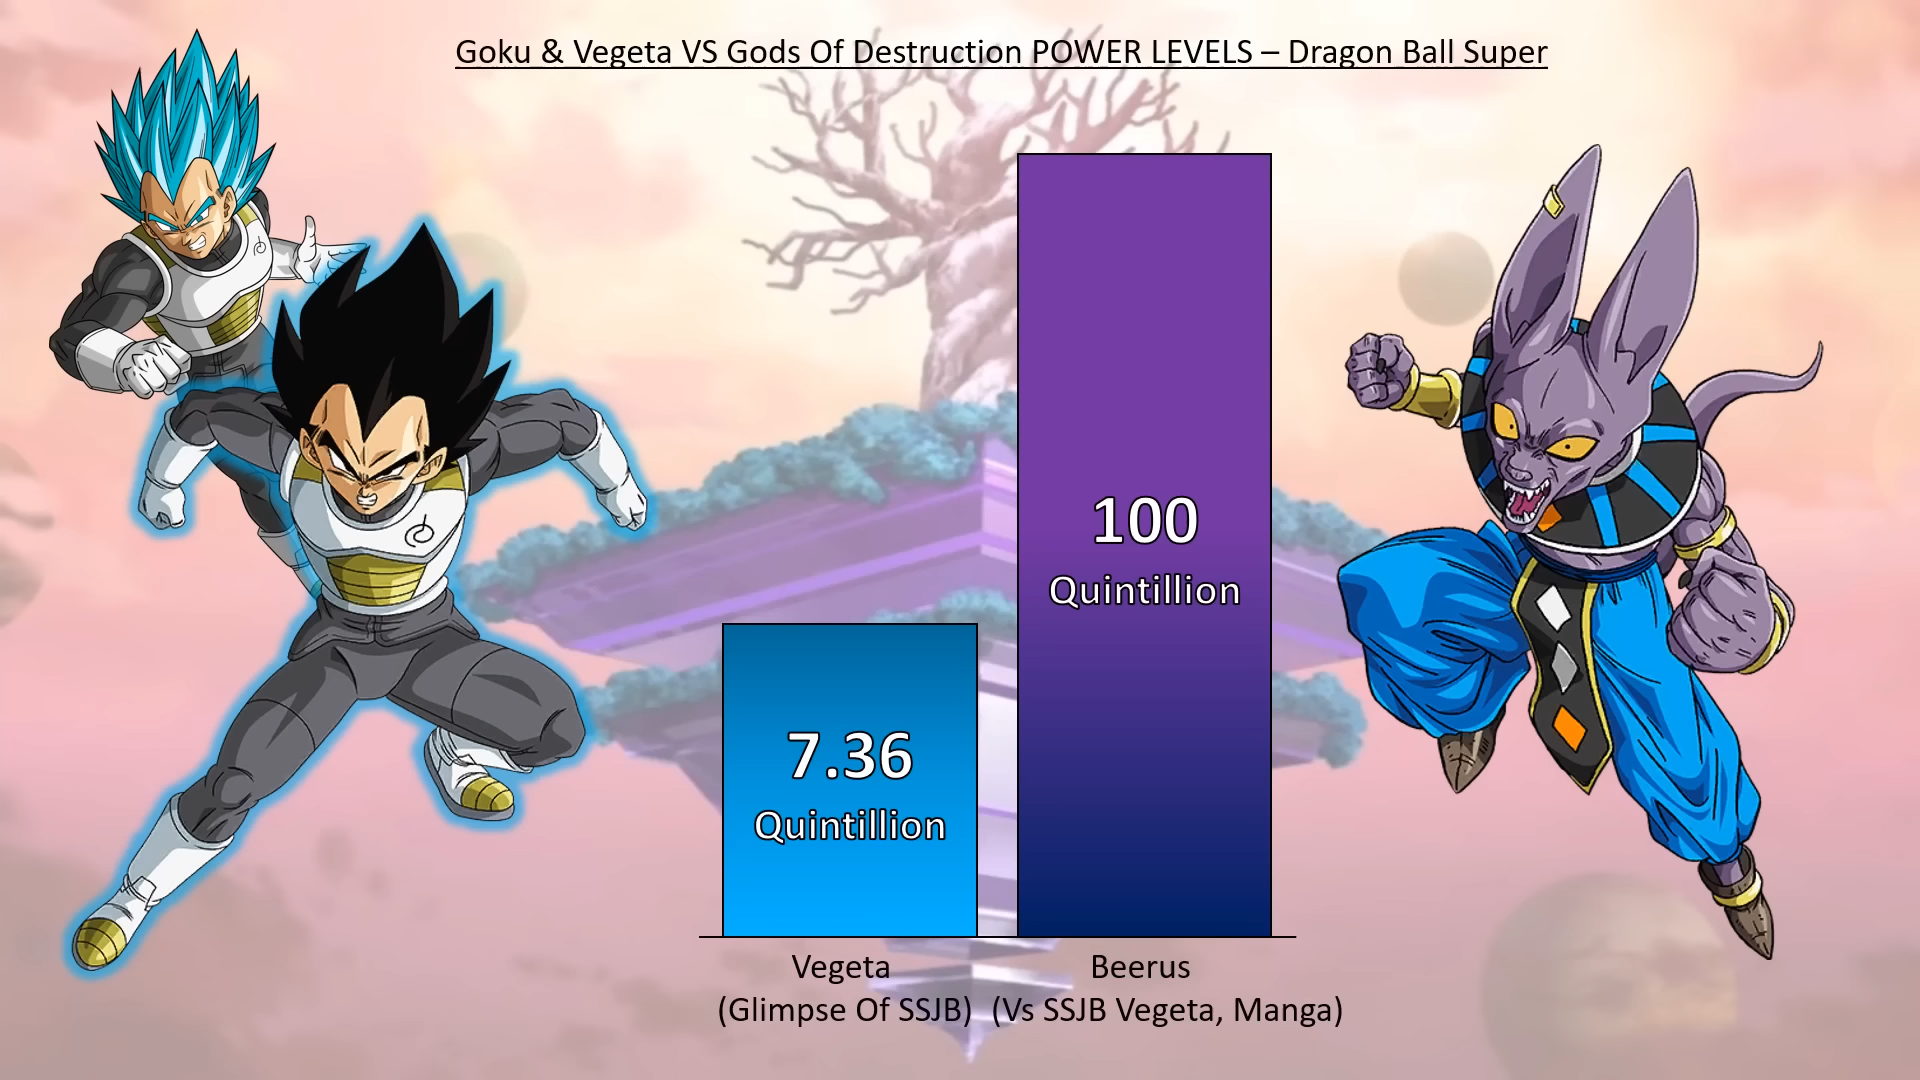 Goku & Vegeta VS Gods Of Destruction POWER LEVELS – Dragon Ball Super
100
Quintillion
7.36
Quintillion
Vegeta
(Glimpse Of SSJB)
Beerus
(Vs SSJB Vegeta, Manga)